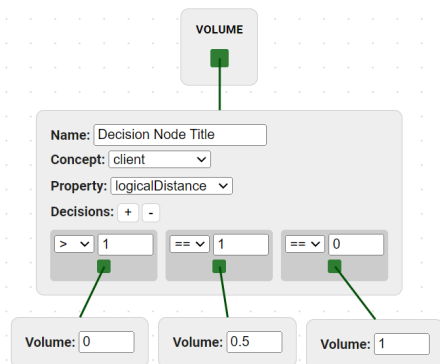 VOLUME
Name: Decision Node Title
Concept: client
Property: logicalDistance
Decisions: + -
> 1 == 1 == 0
Volume: 0 Volume: 0.5 Volume: 1